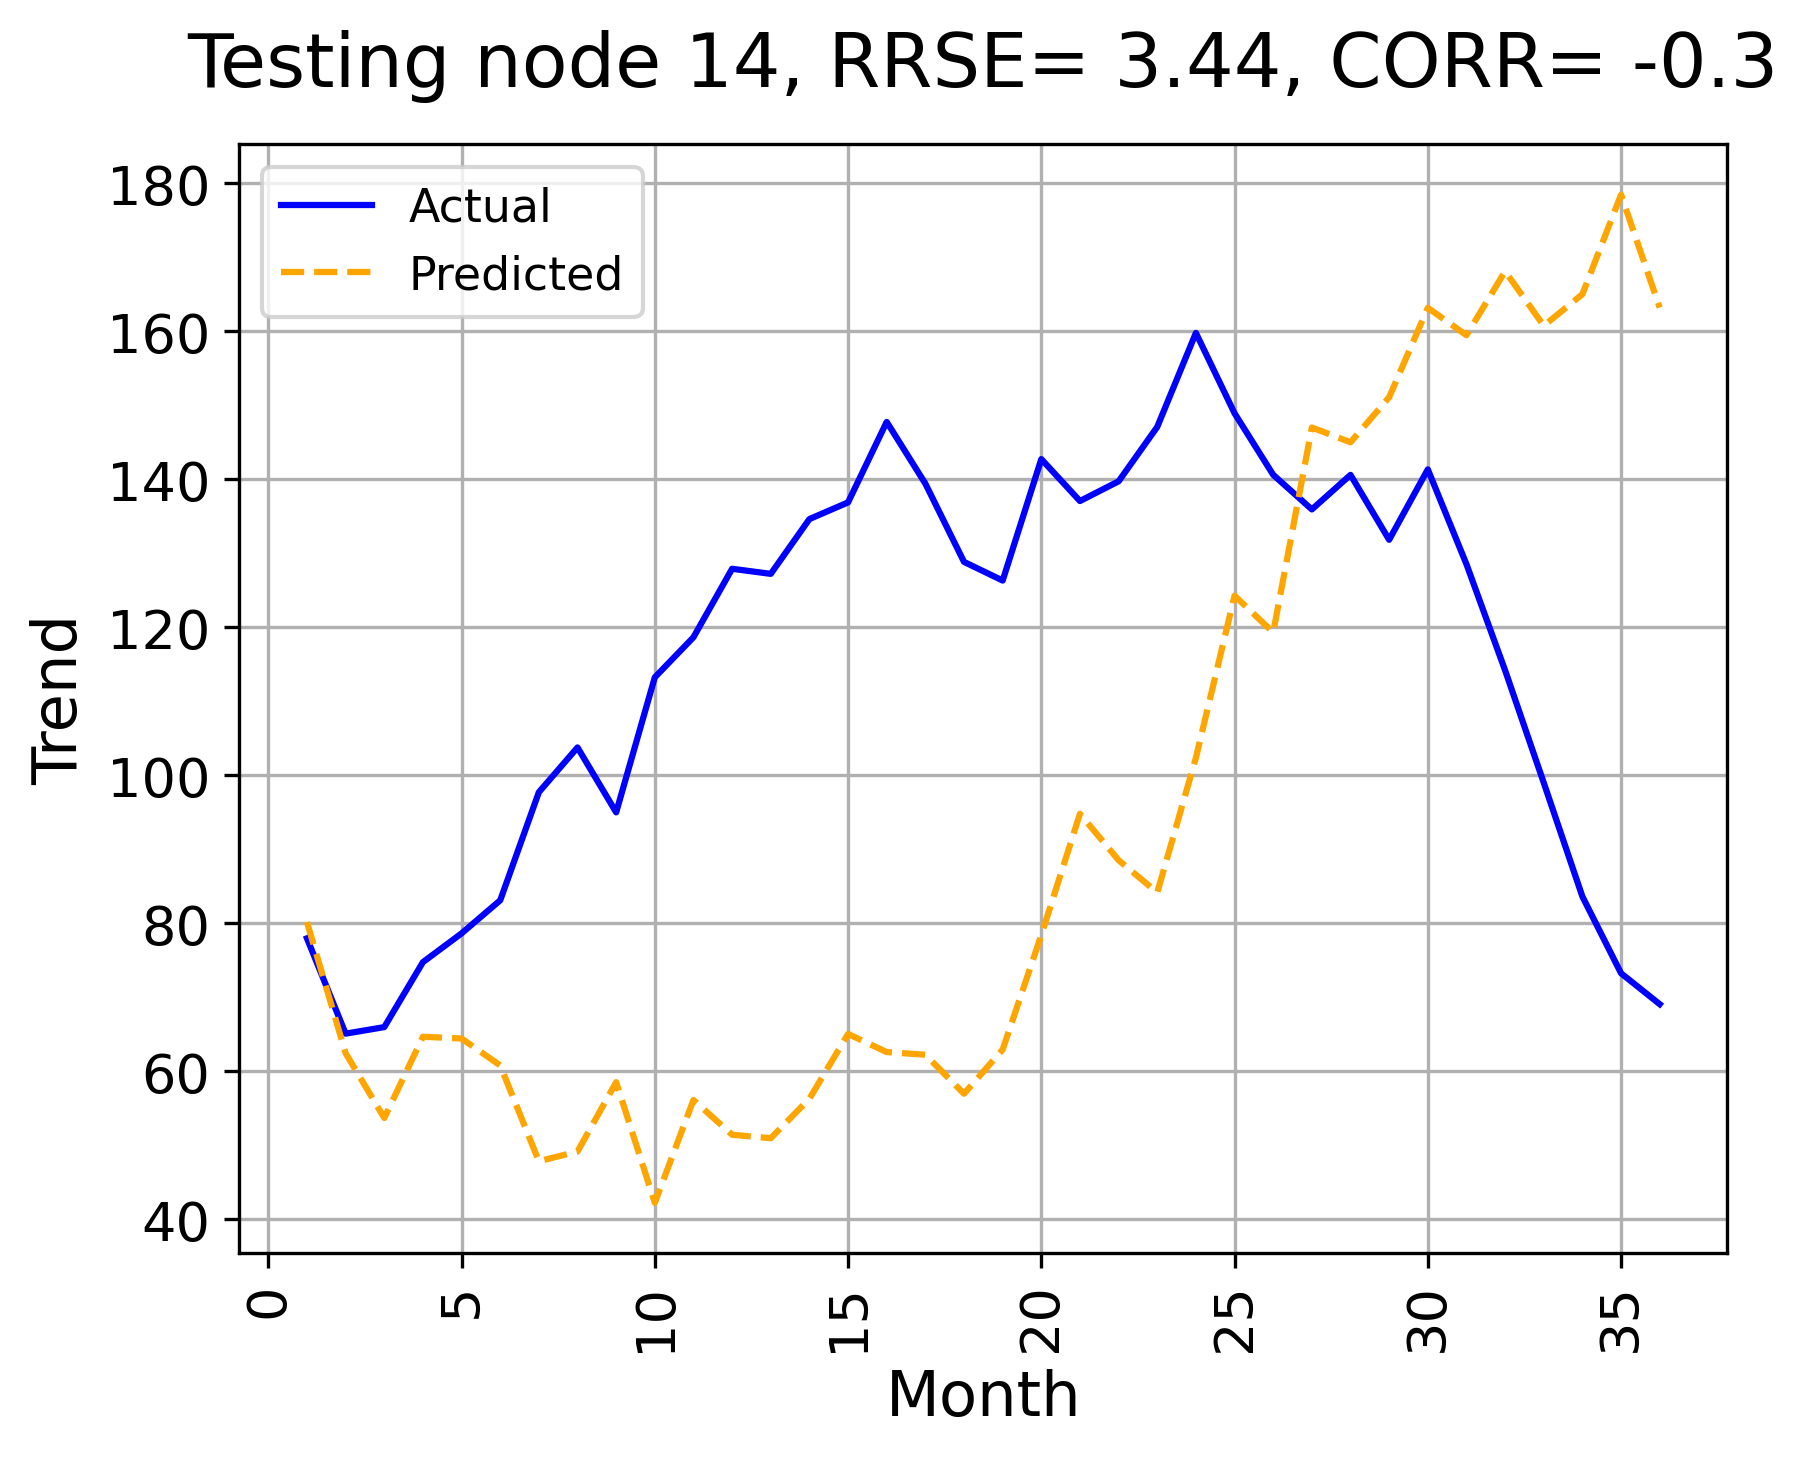 Testing node 14, RRSE= 3.44, CORR= -0.3
Actual
Predicted
180
160
140
120
100
80
60
40
Trend
0 5 10 15 20 25 30 35
Month